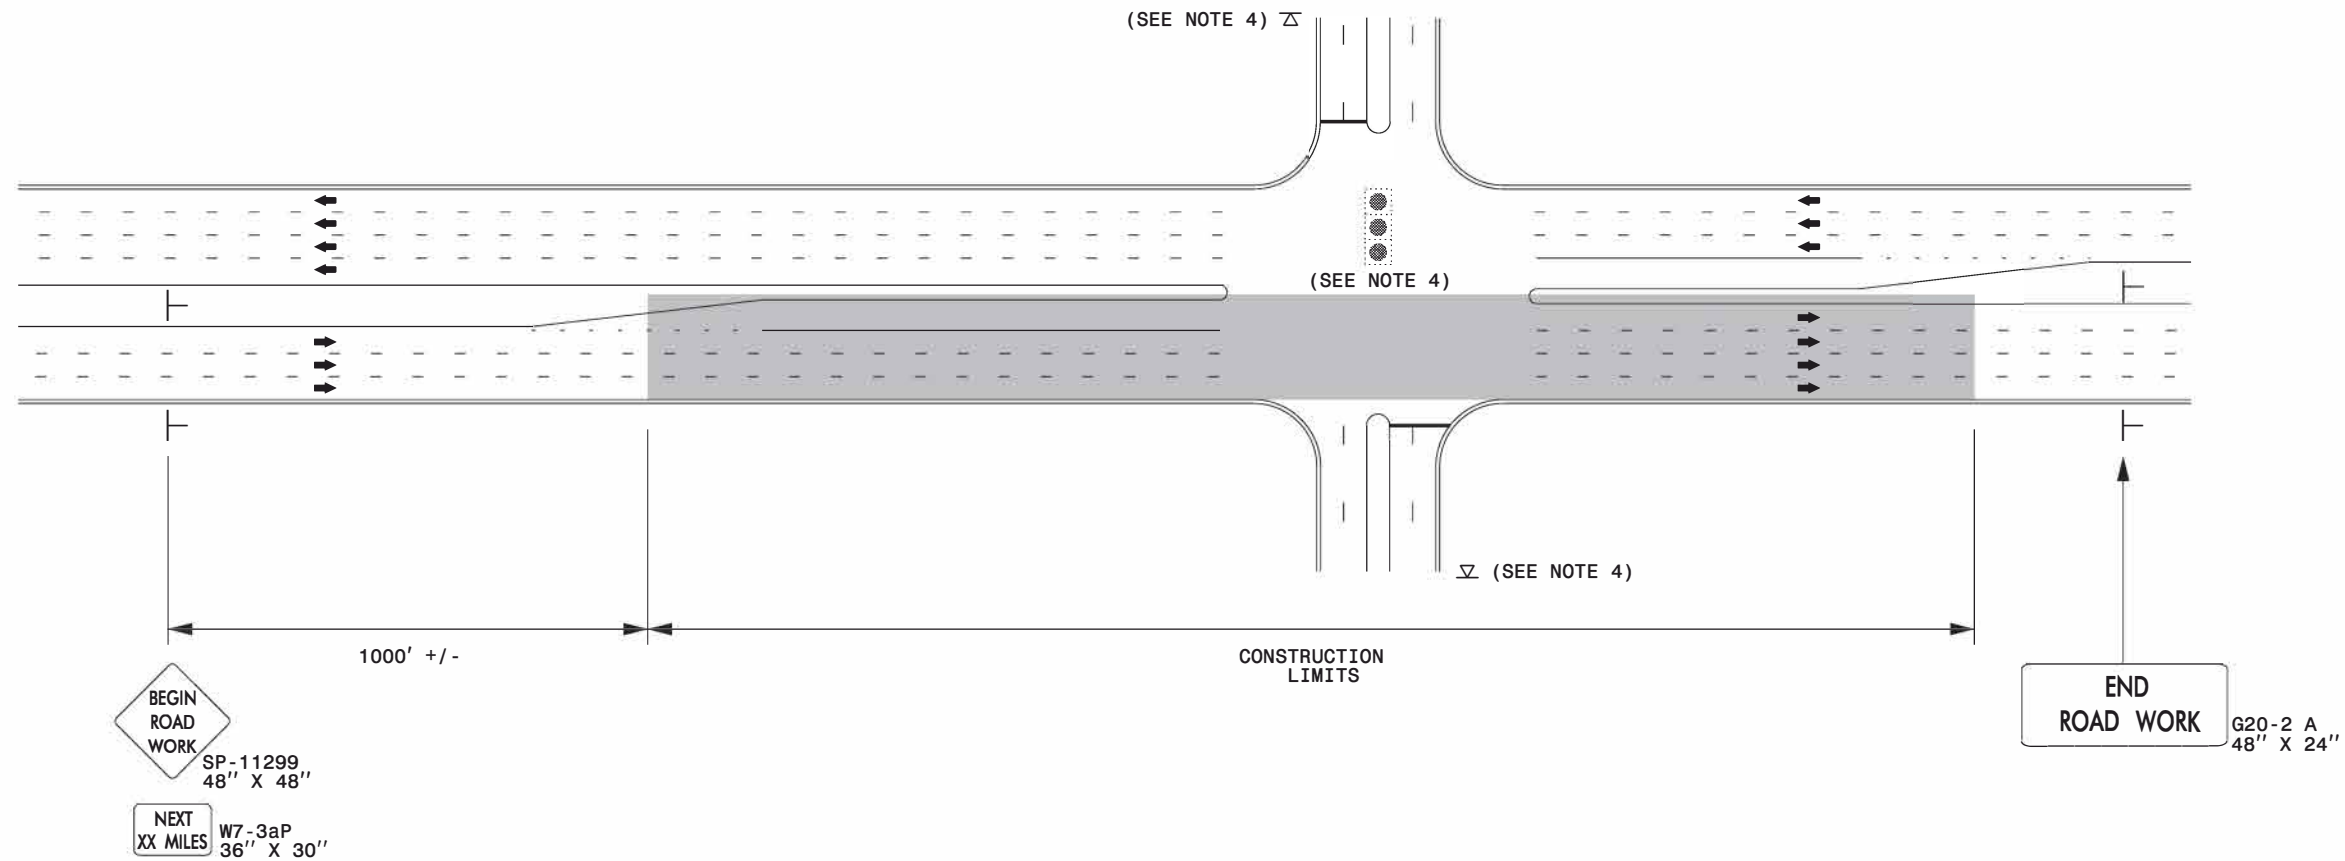 (SEE NOTE 4)
(SEE NOTE 4)
(SEE NOTE 4)
1000' +/-
CONSTRUCTION
LIMITS
BEGIN
ROAD
WORK
SP-11299
48'' X 48''
NEXT
XX MILES
W7-3aP
36'' X 30''
END
ROAD WORK
G20-2 A
48'' X 24''